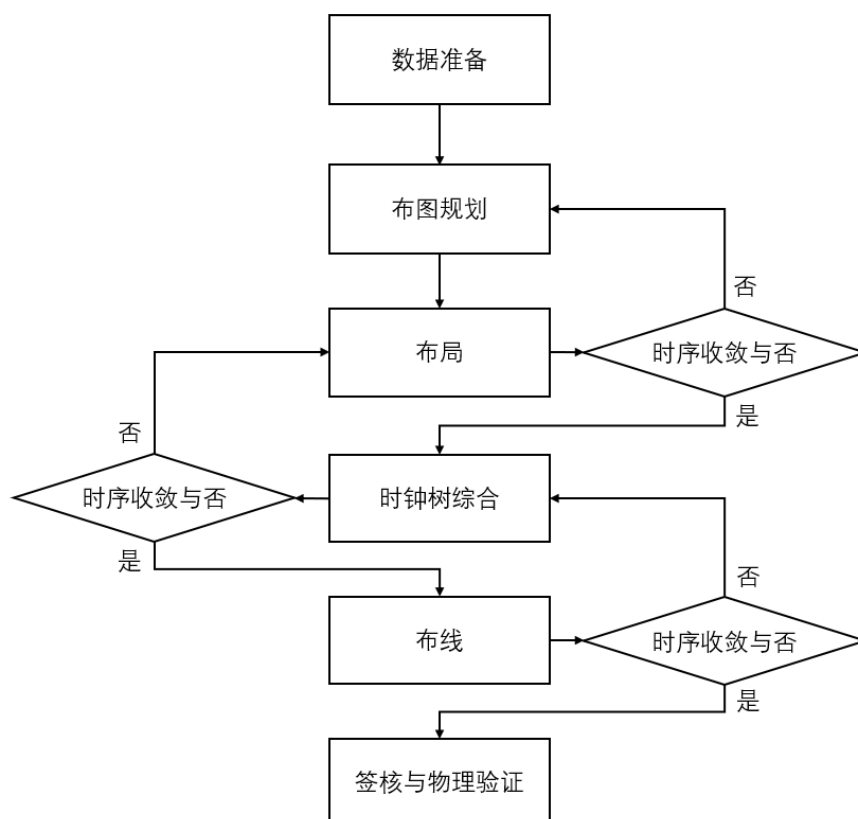 数据准备
布图规划
否
布局
时序收敛与否
是
否
时序收敛与否
时钟树综合
是
否
布线
时序收敛与否
是
签核与物理验证